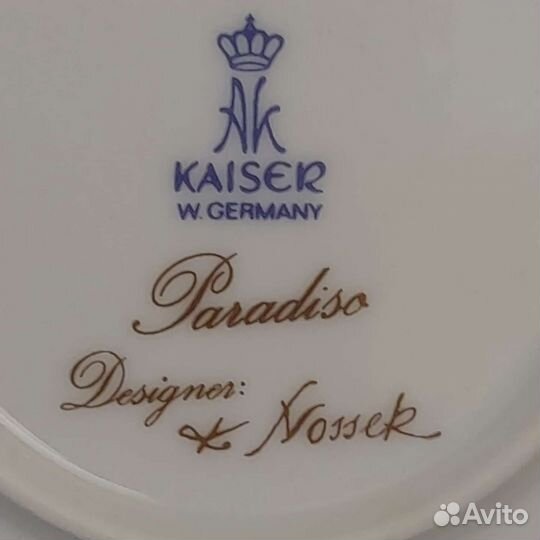 AK
KAISER
W. GERMANY
Paradiso
Designer:
K Nossek
Avito